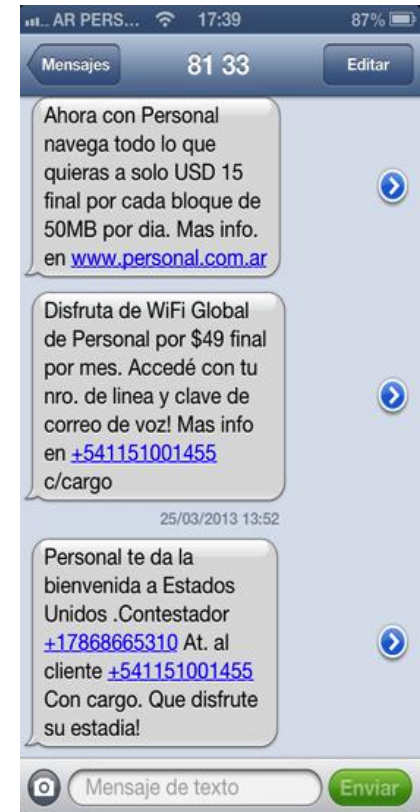 AR PERS... 17:39 87%
Mensajes 81 33 Editar
Ahora con Personal
navega todo lo que
quieras a solo USD 15
final por cada bloque de
50MB por dia. Mas info.
en www.personal.com.ar
Disfruta de WiFi Global
de Personal por $49 final
por mes. Accedé con tu
nro. de linea y clave de
correo de voz! Mas info
en +541151001455
c/cargo
25/03/2013 13:52
Personal te da la
bienvenida a Estados
Unidos .Contestador
+17868665310 At. al
cliente +541151001455
Con cargo. Que disfrute
su estadia!
Mensaje de texto Enviar